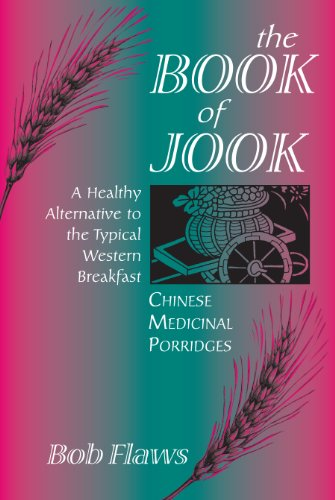 the
BOOK
of
JOOK
A Healthy
Alternative to
the Typical
Western
Breakfast
CHINESE
MEDICINAL
PORRIDGES
Bob Flaws